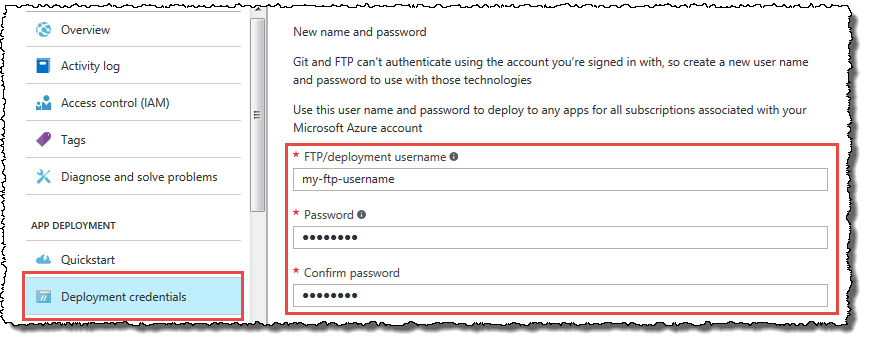 Overview
Activity log
Access control (IAM)
Tags
Diagnose and solve problems
APP DEPLOYMENT
Quickstart
Deployment credentials
New name and password
Git and FTP can't authenticate using the account you're signed in with, so create a new user name
and password to use with those technologies
Use this user name and password to deploy to any apps for all subscriptions associated with your
Microsoft Azure account
* FTP/deployment username
my-ftp-username
* Password
••••••••
* Confirm password
••••••••